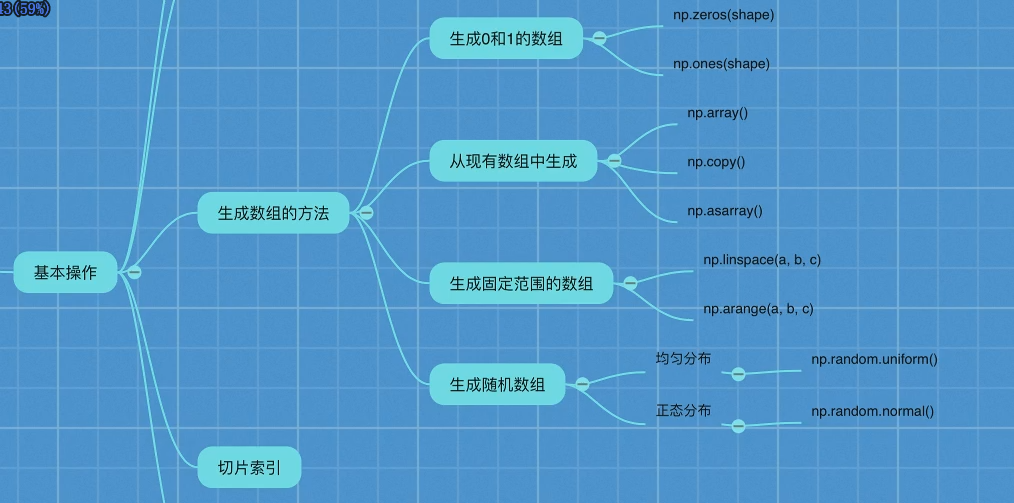 13(59%)
生成0和1的数组
np.zeros(shape)
np.ones(shape)
从现有数组中生成
np.array()
np.copy()
np.asarray()
生成数组的方法
基本操作
生成固定范围的数组
np.linspace(a, b, c)
np.arange(a, b, c)
生成随机数组
均匀分布
np.random.uniform()
正态分布
np.random.normal()
切片索引